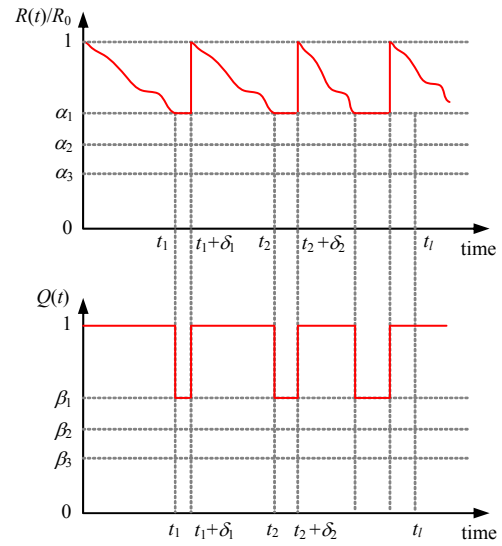 R(t)/R₀
1
α₁
α₂
α₃
0
t₁ t₁+δ₁ t₂ t₂+δ₂ tₗ time
Q(t)
1
β₁
β₂
β₃
0
t₁ t₁+δ₁ t₂ t₂+δ₂ tₗ
time